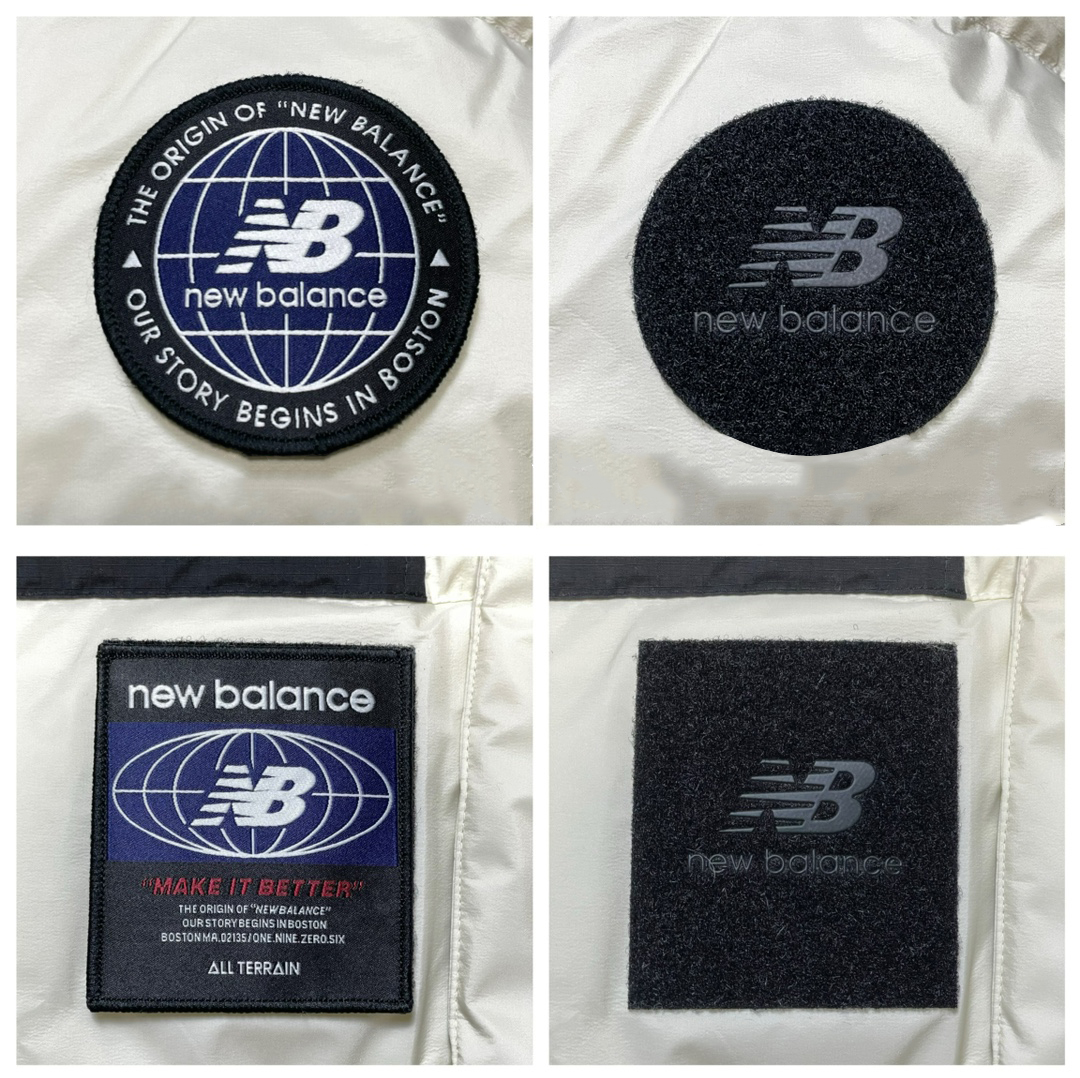 THE ORIGIN OF "NEW BALANCE"
NB
new balance
OUR STORY BEGINS IN BOSTON
NB
new balance
new balance
NB
"MAKE IT BETTER"
THE ORIGIN OF "NEWBALANCE"
OUR STORY BEGINS IN BOSTON
BOSTON MA.02135/ONE.NINE.ZERO.SIX
ALL TERRAIN
NB
new balance